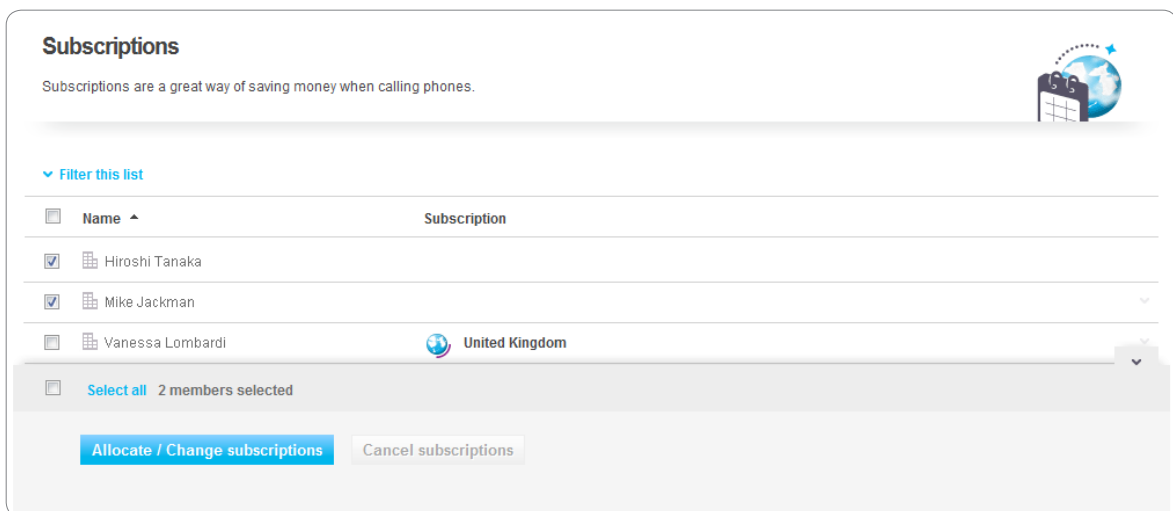 Subscriptions
Subscriptions are a great way of saving money when calling phones.
Filter this list
Name Subscription
Hiroshi Tanaka
Mike Jackman
Vanessa Lombardi United Kingdom
Select all 2 members selected
Allocate / Change subscriptions Cancel subscriptions